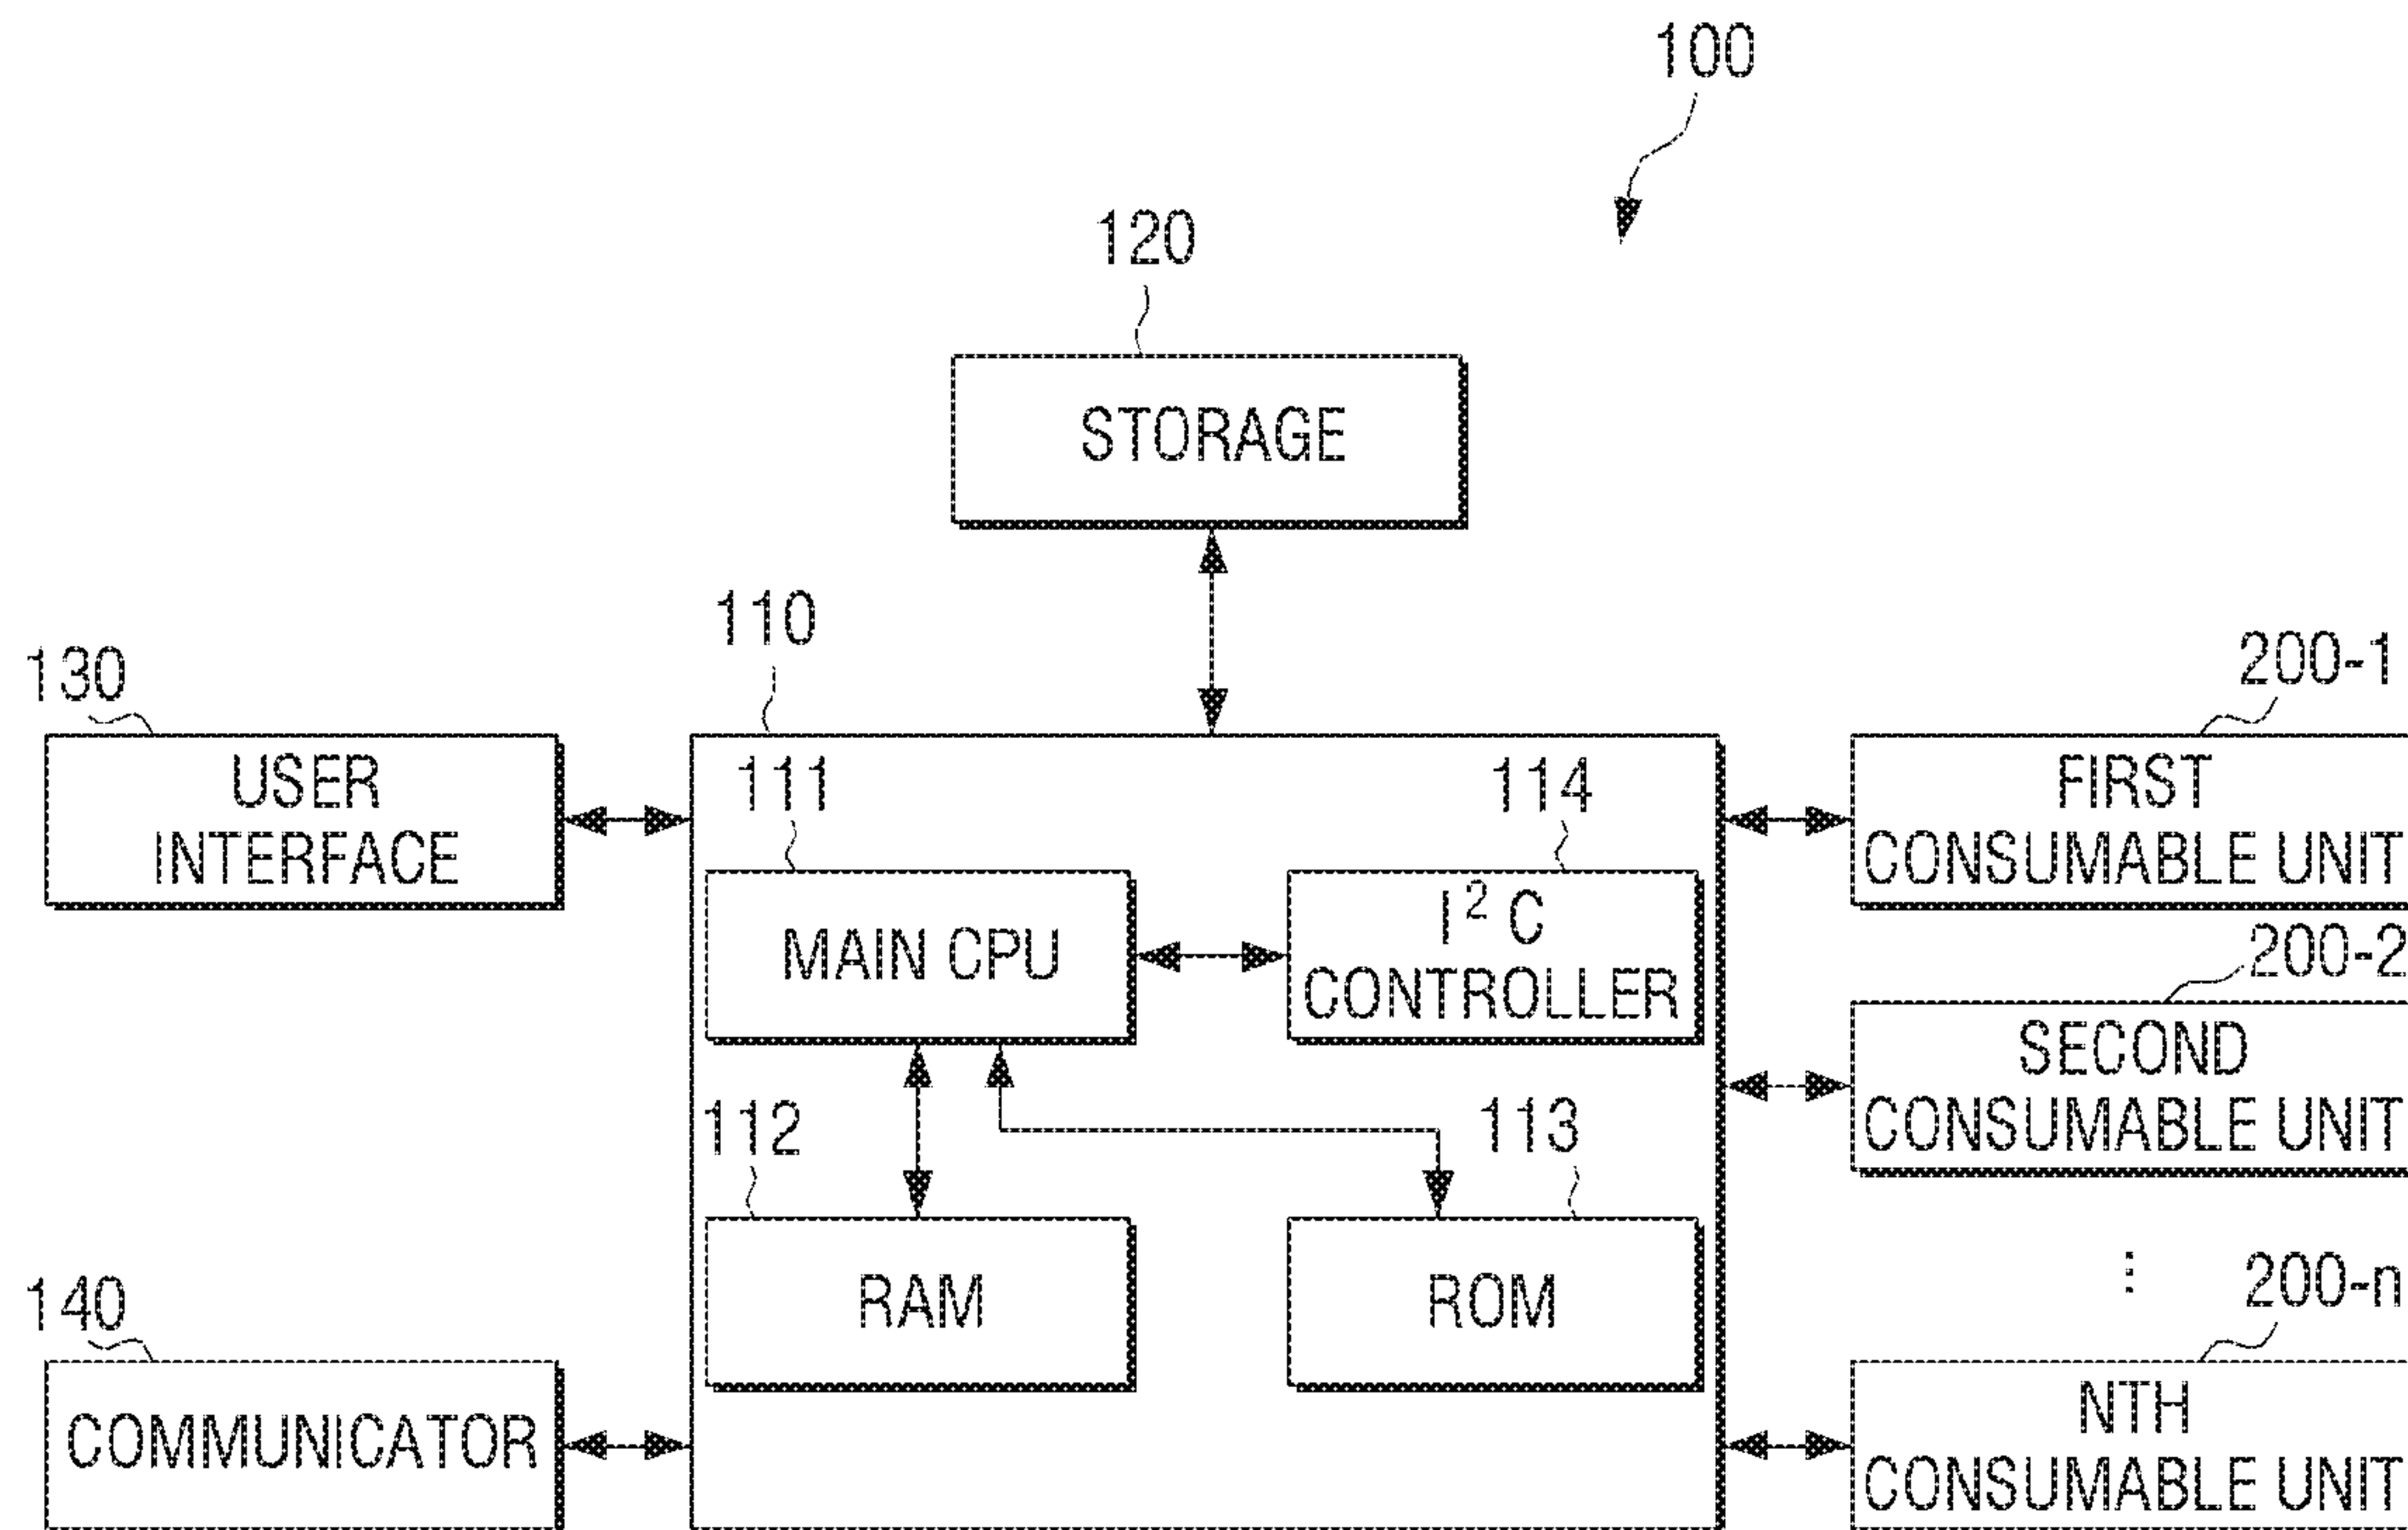 100
120
STORAGE
110
130
USER
INTERFACE
111
MAIN CPU
114
I² C
CONTROLLER
112
RAM
113
ROM
140
COMMUNICATOR
200-1
FIRST
CONSUMABLE UNIT
200-2
SECOND
CONSUMABLE UNIT
⋮
200-n
NTH
CONSUMABLE UNIT